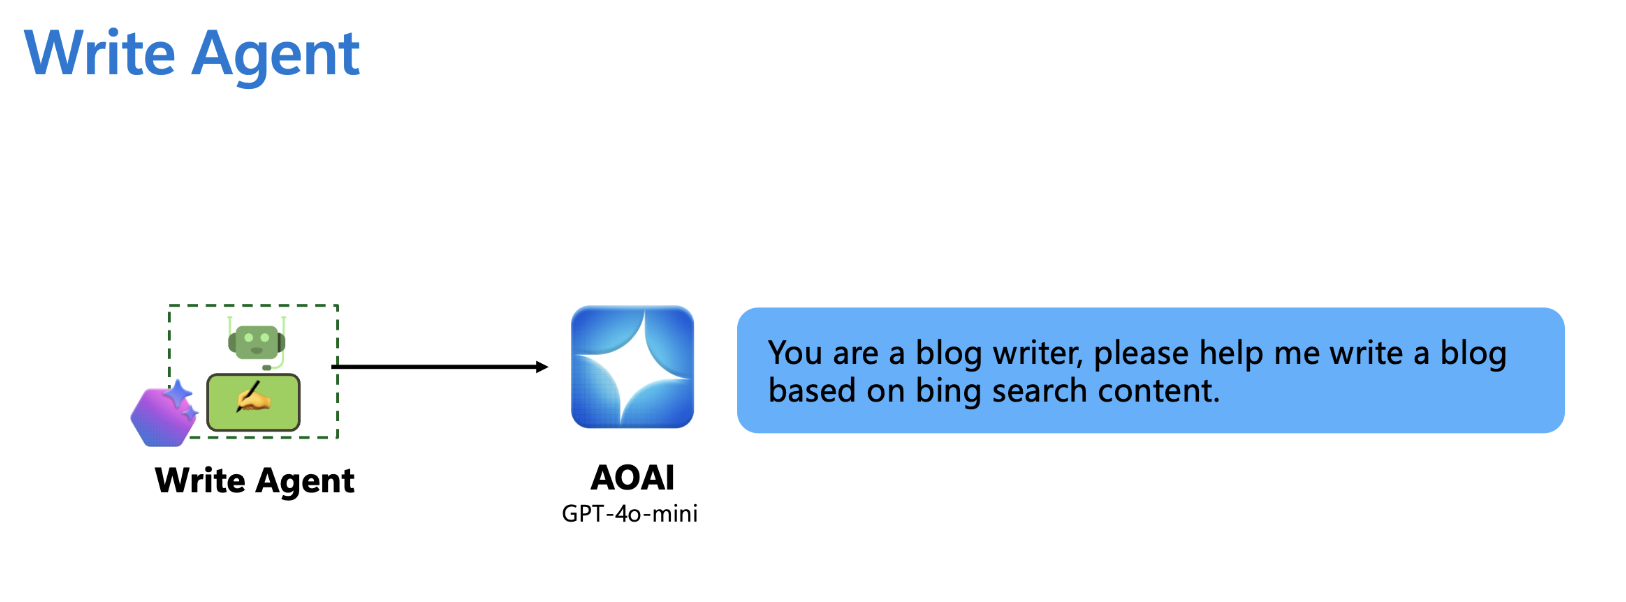 Write Agent
You are a blog writer, please help me write a blog
based on bing search content.
Write Agent
AOAI
GPT-4o-mini